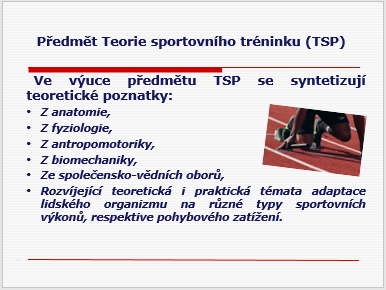 Předmět Teorie sportovního tréninku (TSP)
Ve výuce předmětu TSP se syntetizují
teoretické poznatky:
• Z anatomie,
• Z fyziologie,
• Z antropomotoriky,
• Z biomechaniky,
• Ze společensko-vědních oborů,
• Rozvíjející teoretická i praktická témata adaptace
lidského organizmu na různé typy sportovních
výkonů, respektive pohybového zatížení.